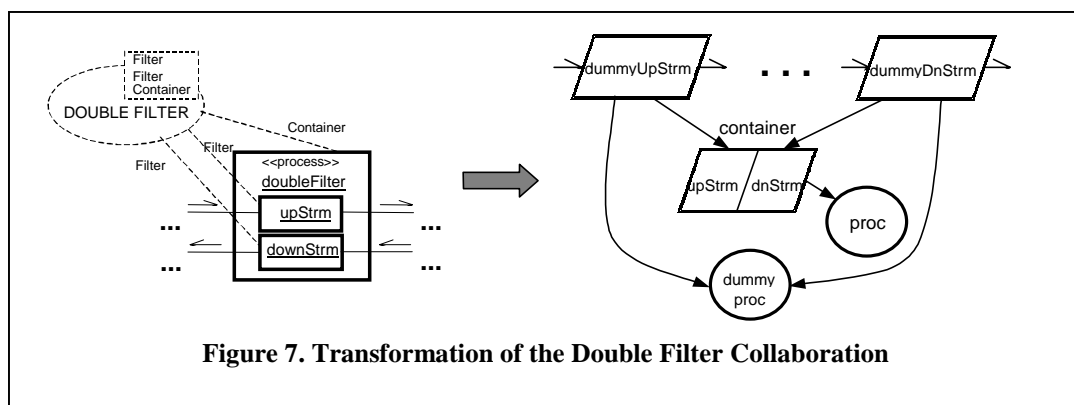 Filter
Filter
Container
DOUBLE FILTER
Container
Filter
Filter
<<process>>
doubleFilter
upStrm
downStrm
...
...
...
...
dummyUpStrm
. . .
dummyDnStrm
container
upStrm
dnStrm
proc
dummy
proc
Figure 7. Transformation of the Double Filter Collaboration